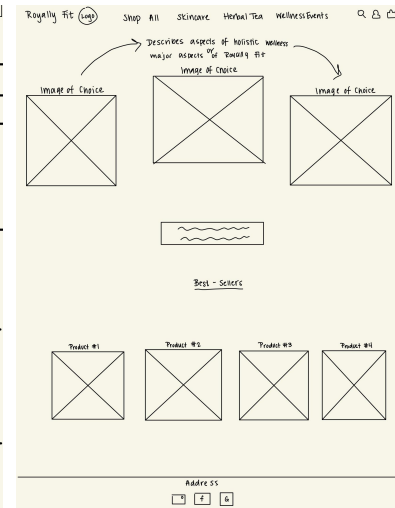 Royally Fit Logo Shop All Skincare Herbal Tea Wellness Events
Describes aspects of holistic wellness
or
major aspects of Royally Fit
Image of Choice
Image of Choice
Image of Choice
Best - Sellers
Product #1
Product #2
Product #3
Product #4
Address
f
G